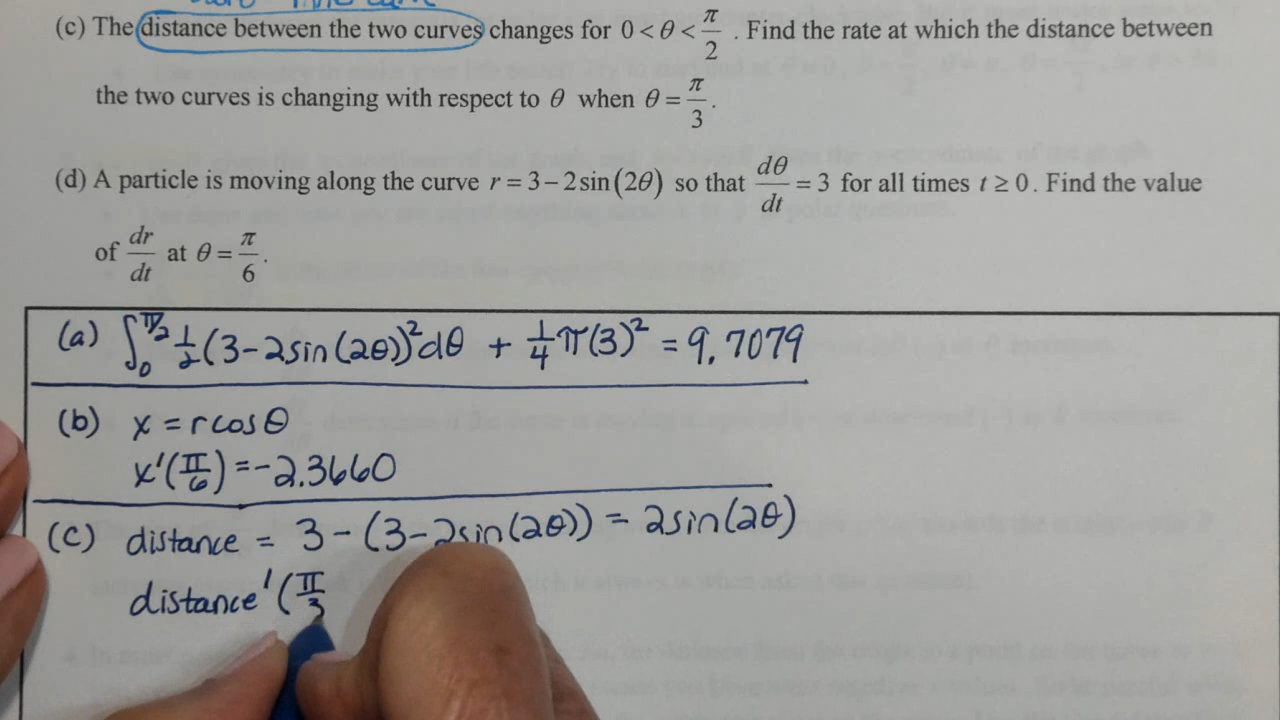 (c) The distance between the two curves changes for 0 < θ < π/2 . Find the rate at which the distance between
the two curves is changing with respect to θ when θ = π/3 .
(d) A particle is moving along the curve r = 3 − 2 sin(2θ) so that dθ/dt = 3 for all times t ≥ 0 . Find the value
of dr/dt at θ = π/6 .
(a) ∫₀^(π/2) 1/2 (3 − 2sin(2θ))² dθ + 1/4 π(3)² = 9.7079
(b) x = rcosθ
x'(π/6) = −2.3660
(c) distance = 3 − (3 − 2sin(2θ)) = 2sin(2θ)
distance'(π/3